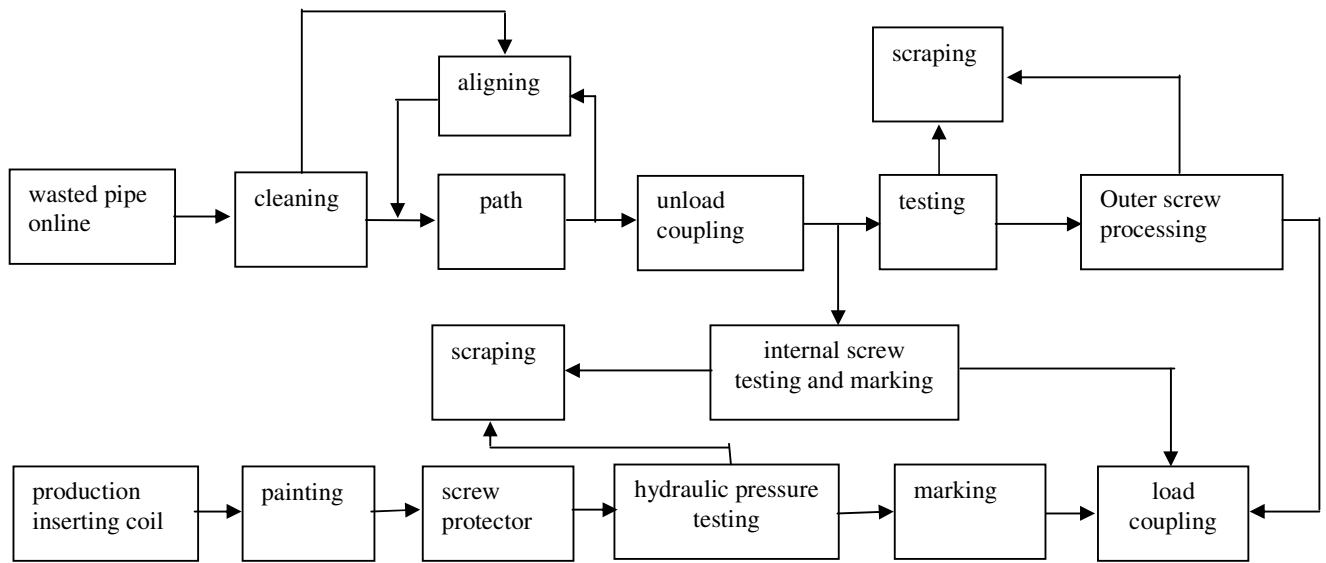 scraping
aligning
wasted pipe
online
cleaning
path
unload
coupling
testing
Outer screw
processing
scraping
internal screw
testing and marking
production
inserting coil
painting
screw
protector
hydraulic pressure
testing
marking
load
coupling